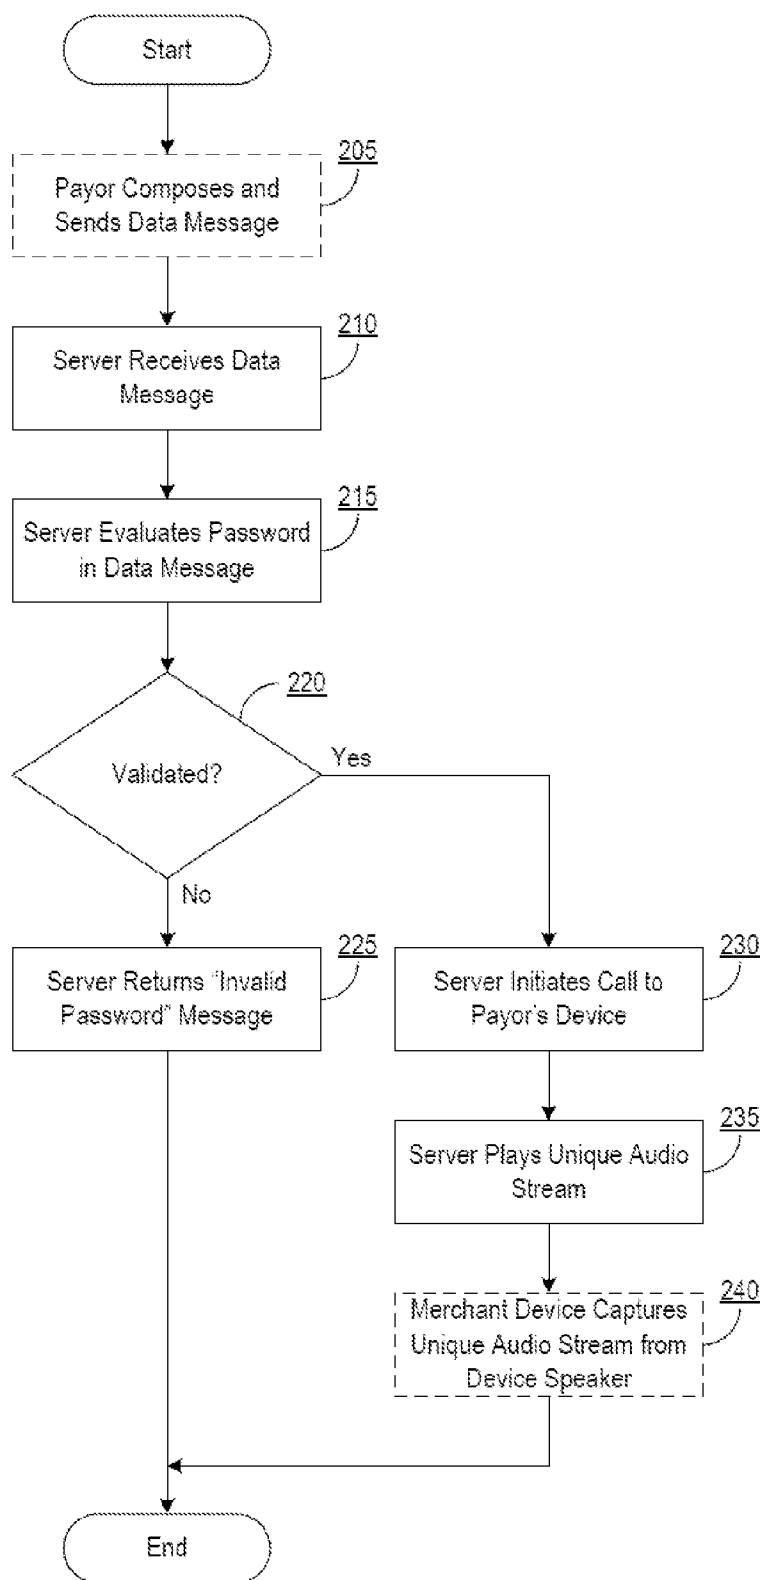 Start
205
Payor Composes and
Sends Data Message
210
Server Receives Data
Message
215
Server Evaluates Password
in Data Message
220
Validated?
Yes
No
225
Server Returns "Invalid
Password" Message
230
Server Initiates Call to
Payor's Device
235
Server Plays Unique Audio
Stream
240
Merchant Device Captures
Unique Audio Stream from
Device Speaker
End